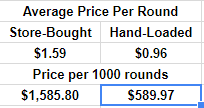 Average Price Per Round
Store-Bought Hand-Loaded
$1.59 $0.96
Price per 1000 rounds
$1,585.80 $589.97